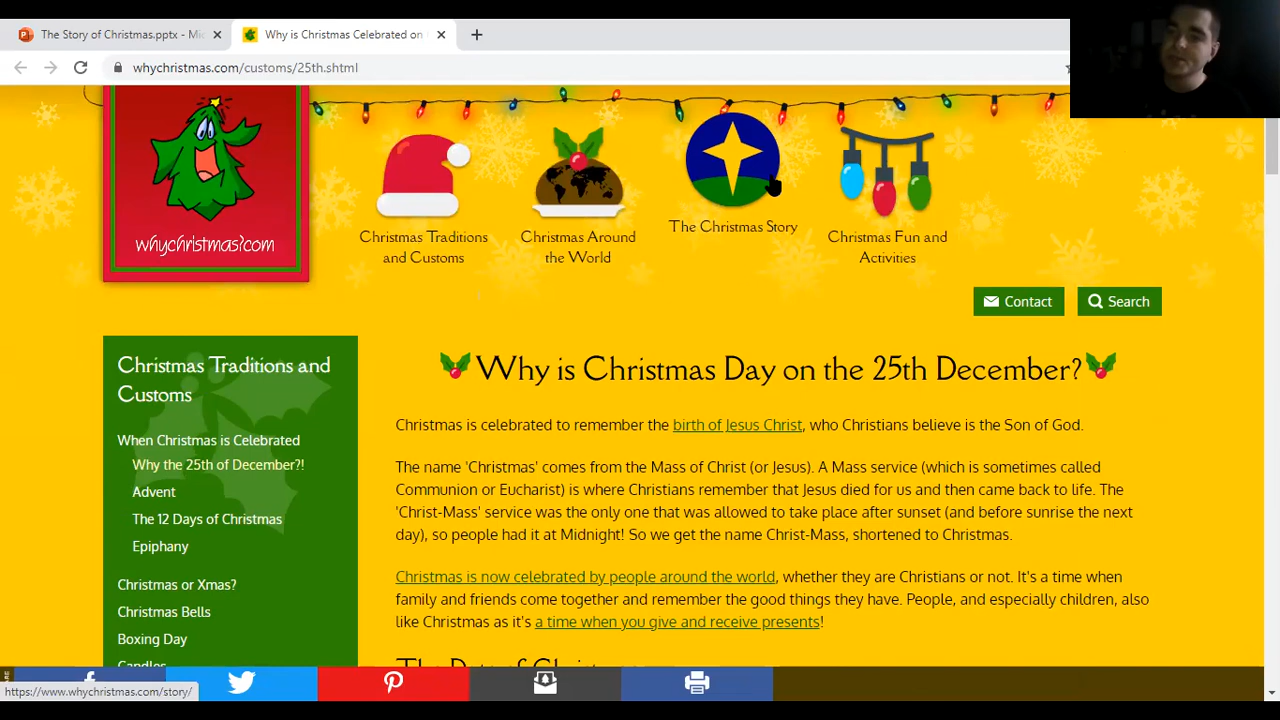 The Story of Christmas.pptx - Mic
Why is Christmas Celebrated on
whychristmas.com/customs/25th.shtml
whychristmas?com
Christmas Traditions
and Customs
Christmas Around
the World
The Christmas Story
Christmas Fun and
Activities
Contact
Search
Christmas Traditions and
Customs
When Christmas is Celebrated
Why the 25th of December?!
Advent
The 12 Days of Christmas
Epiphany
Christmas or Xmas?
Christmas Bells
Boxing Day
Candles
Why is Christmas Day on the 25th December?
Christmas is celebrated to remember the birth of Jesus Christ, who Christians believe is the Son of God.
The name 'Christmas' comes from the Mass of Christ (or Jesus). A Mass service (which is sometimes called
Communion or Eucharist) is where Christians remember that Jesus died for us and then came back to life. The
'Christ-Mass' service was the only one that was allowed to take place after sunset (and before sunrise the next
day), so people had it at Midnight! So we get the name Christ-Mass, shortened to Christmas.
Christmas is now celebrated by people around the world, whether they are Christians or not. It's a time when
family and friends come together and remember the good things they have. People, and especially children, also
like Christmas as it's a time when you give and receive presents!
The Date of Christmas
https://www.whychristmas.com/story/